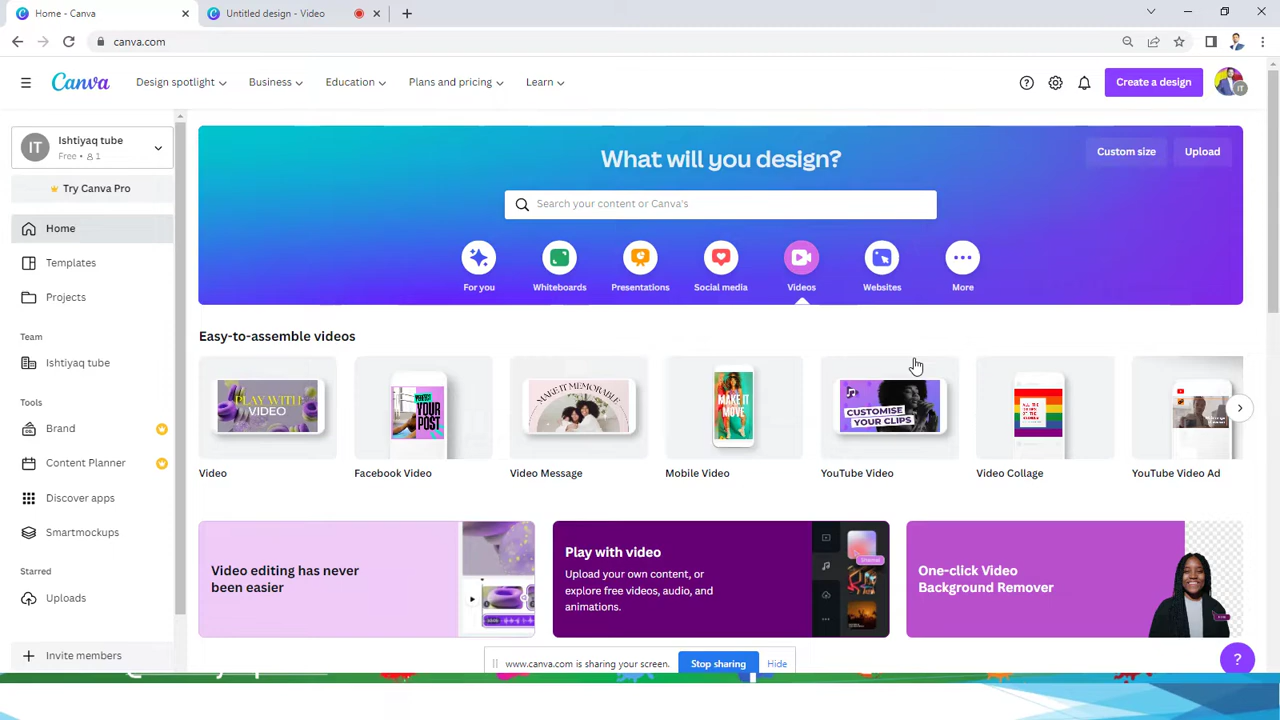 Home - Canva
Untitled design - Video
canva.com
Canva
Design spotlight
Business
Education
Plans and pricing
Learn
Create a design
IT
IT
Ishtiyaq tube
Free • 1
Try Canva Pro
Home
Templates
Projects
Team
Ishtiyaq tube
Tools
Brand
Content Planner
Discover apps
Smartmockups
Starred
Uploads
Invite members
What will you design?
Custom size
Upload
Search your content or Canva's
For you
Whiteboards
Presentations
Social media
Videos
Websites
More
Easy-to-assemble videos
PLAY WITH
VIDEO
PERFECT
YOUR
POST
MAKE IT MEMORABLE
MAKE IT
MOVE
CUSTOMISE
YOUR CLIPS
Video
Facebook Video
Video Message
Mobile Video
YouTube Video
Video Collage
YouTube Video Ad
Video editing has never
been easier
Play with video
Upload your own content, or
explore free videos, audio, and
animations.
One-click Video
Background Remover
www.canva.com is sharing your screen.
Stop sharing
Hide
?